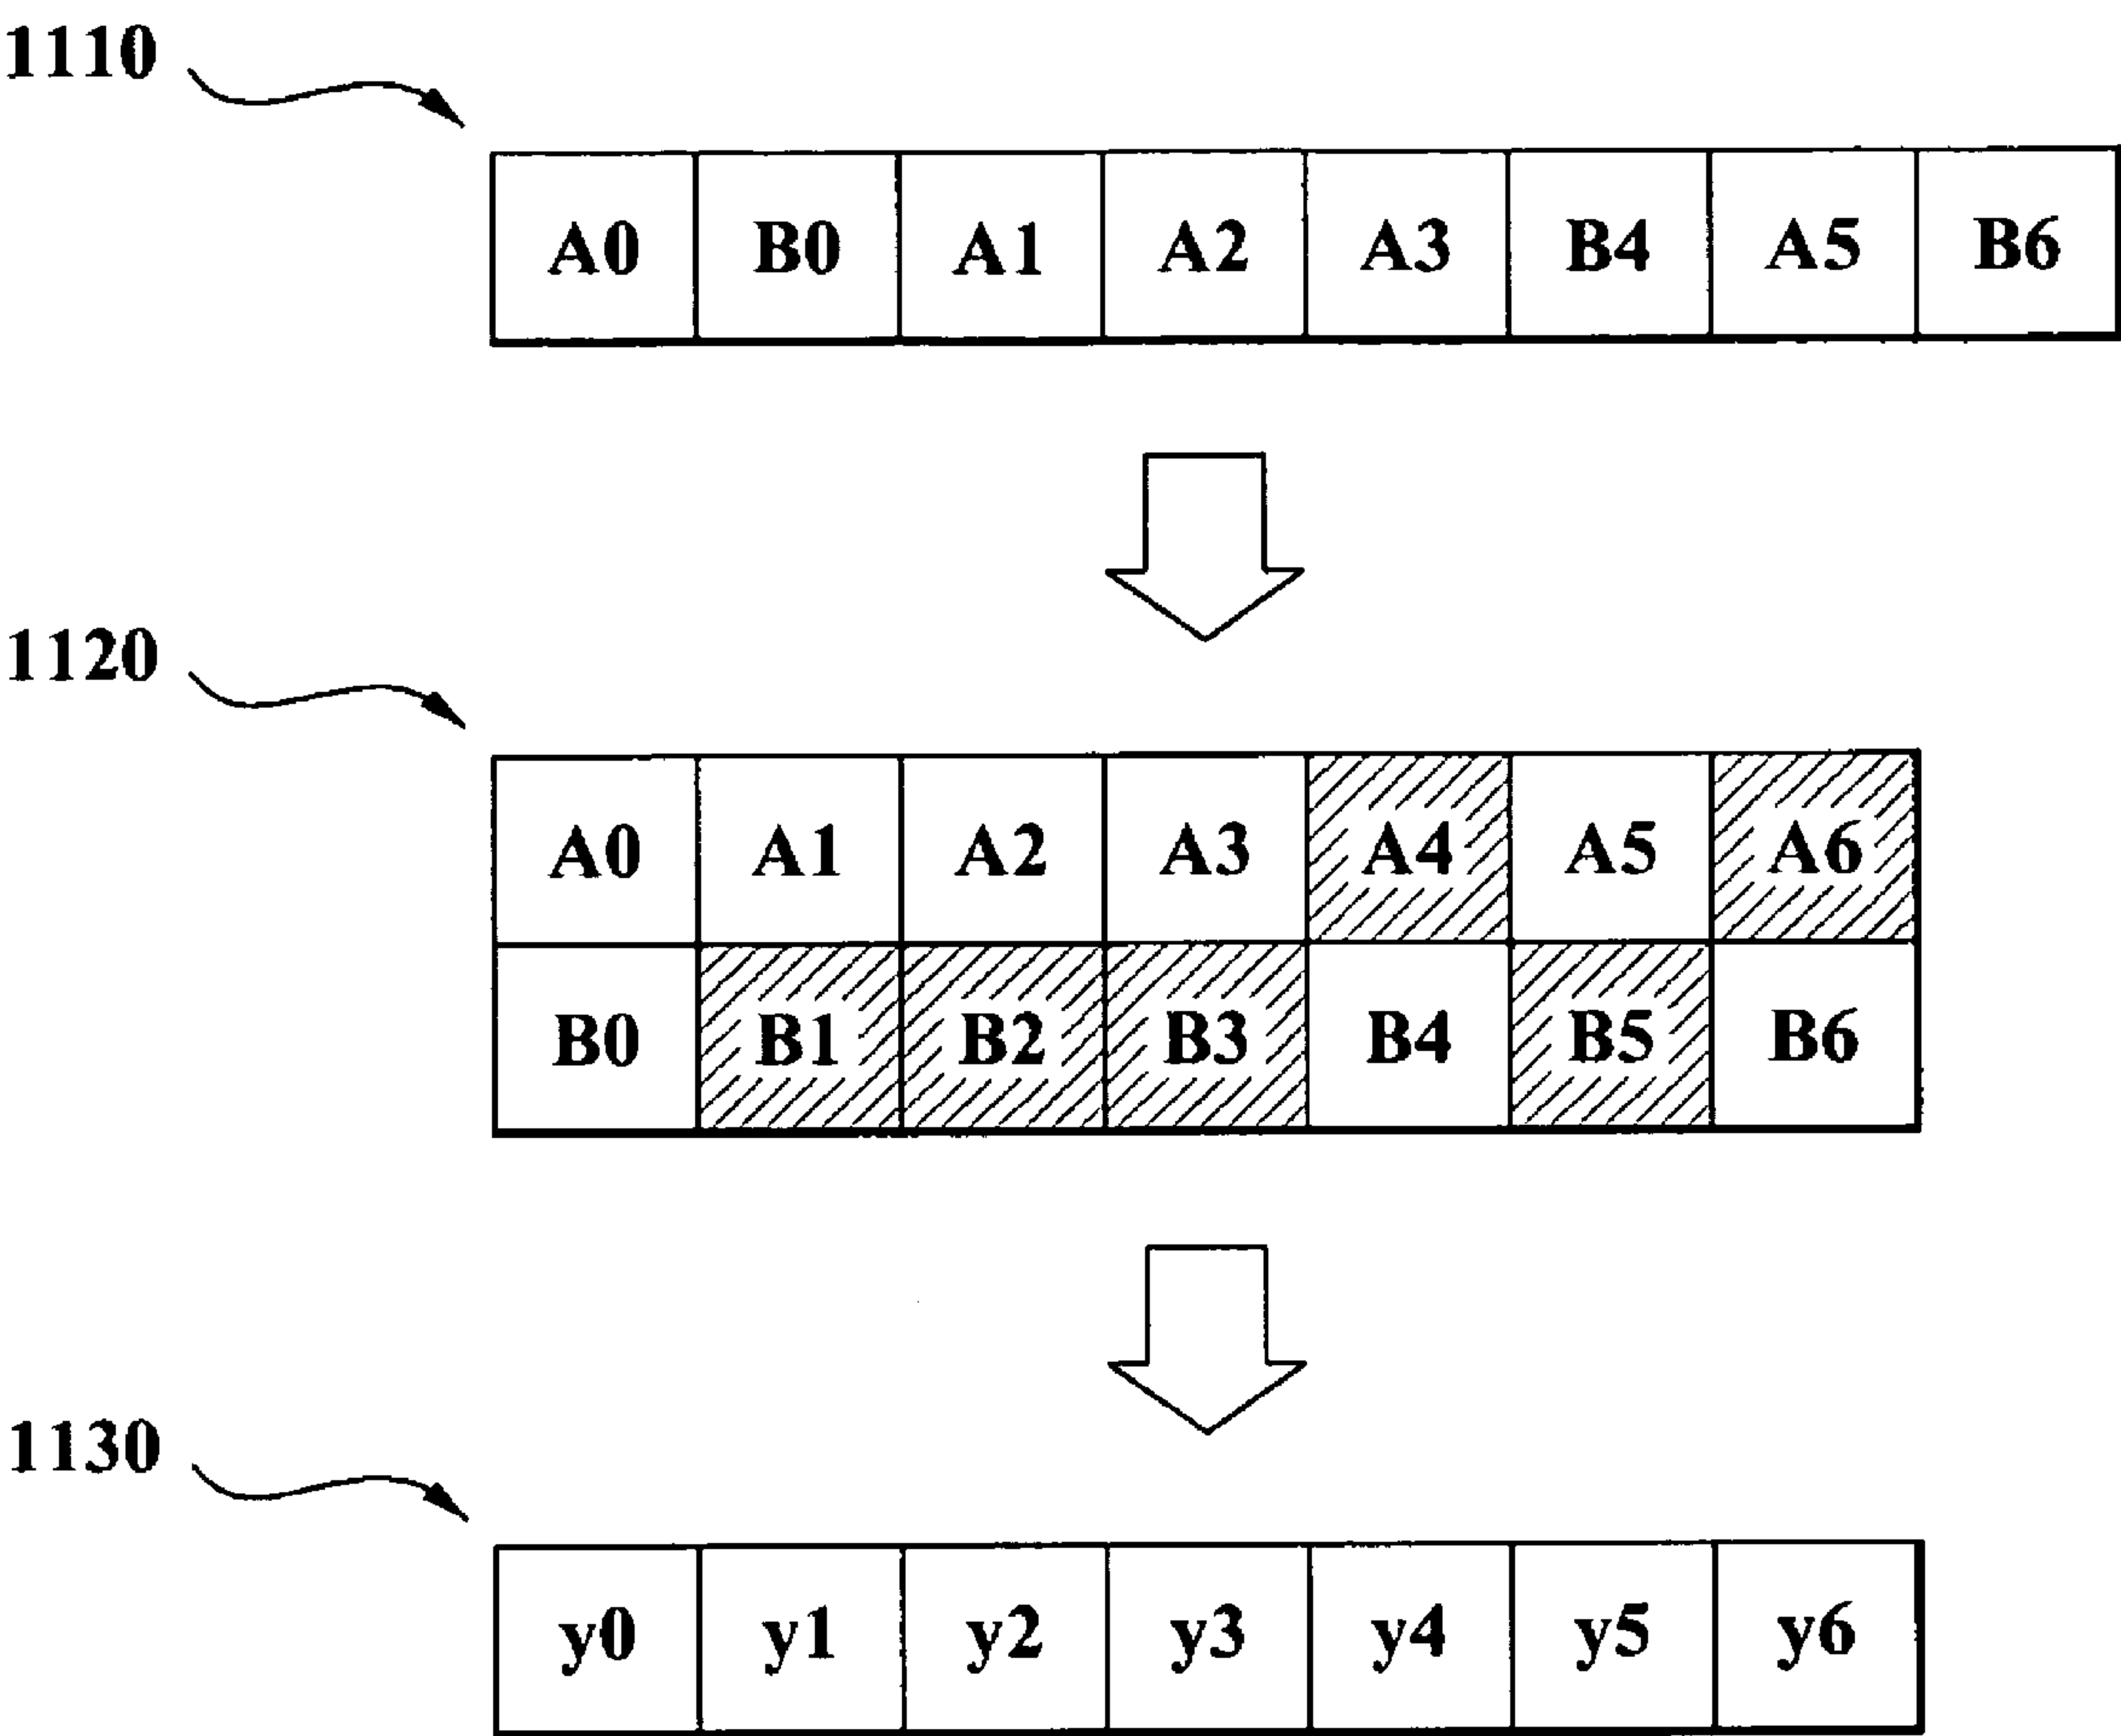 1110
A0 B0 A1 A2 A3 B4 A5 B6
1120
A0 A1 A2 A3 A4 A5 A6
B0 B1 B2 B3 B4 B5 B6
1130
y0 y1 y2 y3 y4 y5 y6